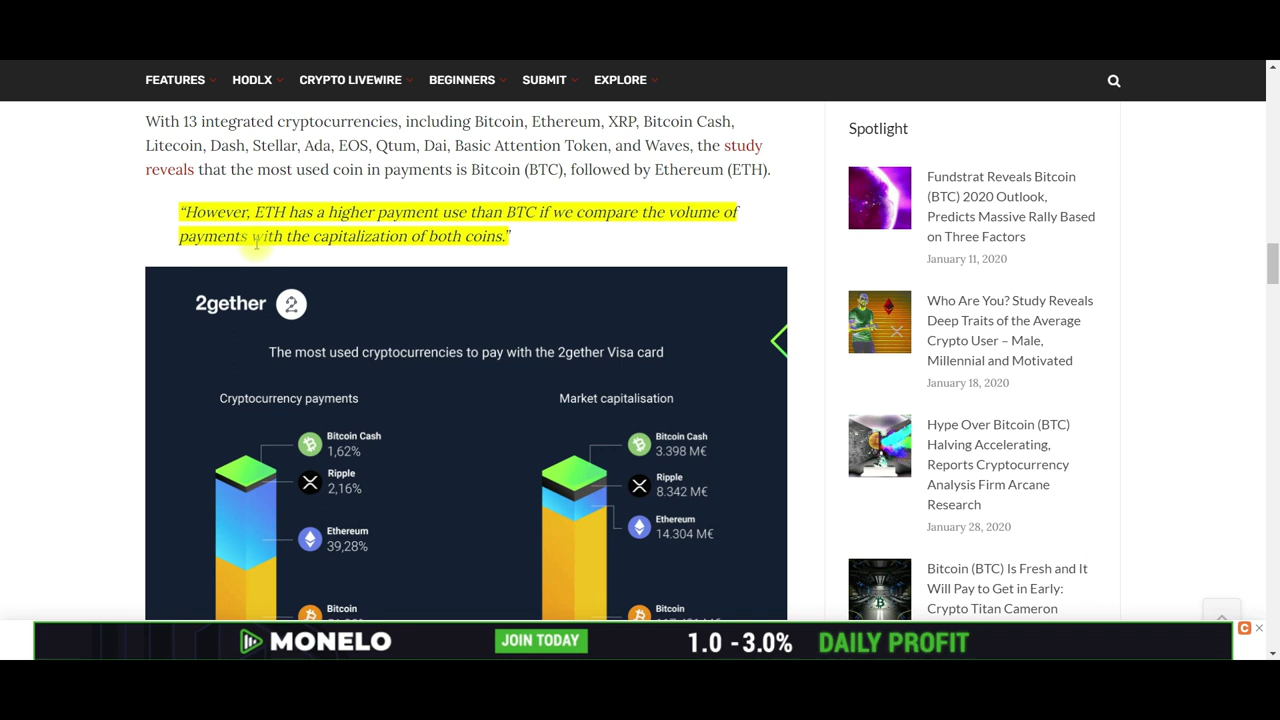 FEATURES HODLX CRYPTO LIVEWIRE BEGINNERS SUBMIT EXPLORE
With 13 integrated cryptocurrencies, including Bitcoin, Ethereum, XRP, Bitcoin Cash,
Litecoin, Dash, Stellar, Ada, EOS, Qtum, Dai, Basic Attention Token, and Waves, the study
reveals that the most used coin in payments is Bitcoin (BTC), followed by Ethereum (ETH).
“However, ETH has a higher payment use than BTC if we compare the volume of
payments with the capitalization of both coins.”
2gether 2
The most used cryptocurrencies to pay with the 2gether Visa card
Cryptocurrency payments
Bitcoin Cash
1,62%
Ripple
2,16%
Ethereum
39,28%
Bitcoin
Market capitalisation
Bitcoin Cash
3.398 M€
Ripple
8.342 M€
Ethereum
14.304 M€
Bitcoin
Spotlight
Fundstrat Reveals Bitcoin
(BTC) 2020 Outlook,
Predicts Massive Rally Based
on Three Factors
January 11, 2020
Who Are You? Study Reveals
Deep Traits of the Average
Crypto User – Male,
Millennial and Motivated
January 18, 2020
Hype Over Bitcoin (BTC)
Halving Accelerating,
Reports Cryptocurrency
Analysis Firm Arcane
Research
January 28, 2020
Bitcoin (BTC) Is Fresh and It
Will Pay to Get in Early:
Crypto Titan Cameron
MONELO JOIN TODAY 1.0 - 3.0% DAILY PROFIT